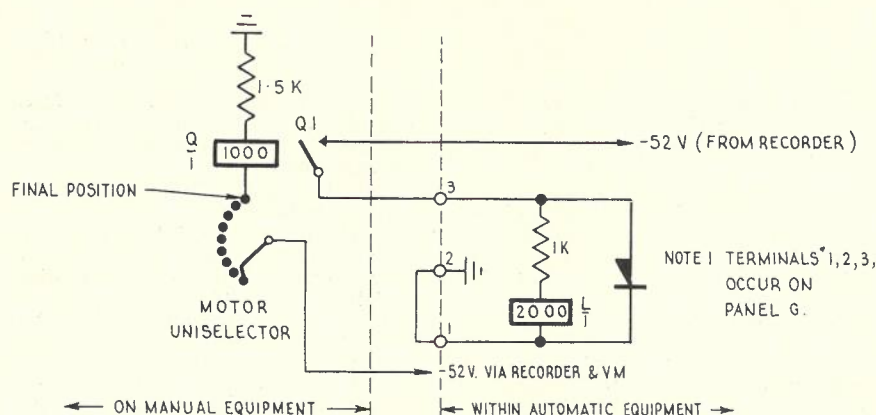 1·5 K
Q
1
1000
Q1
-52 V (FROM RECORDER)
FINAL POSITION
3
1K
NOTE 1 TERMINALS 1,2,3,
OCCUR ON
PANEL G.
2
2000
L
1
1
MOTOR
UNISELECTOR
-52V. VIA RECORDER & VM
ON MANUAL EQUIPMENT
WITHIN AUTOMATIC EQUIPMENT